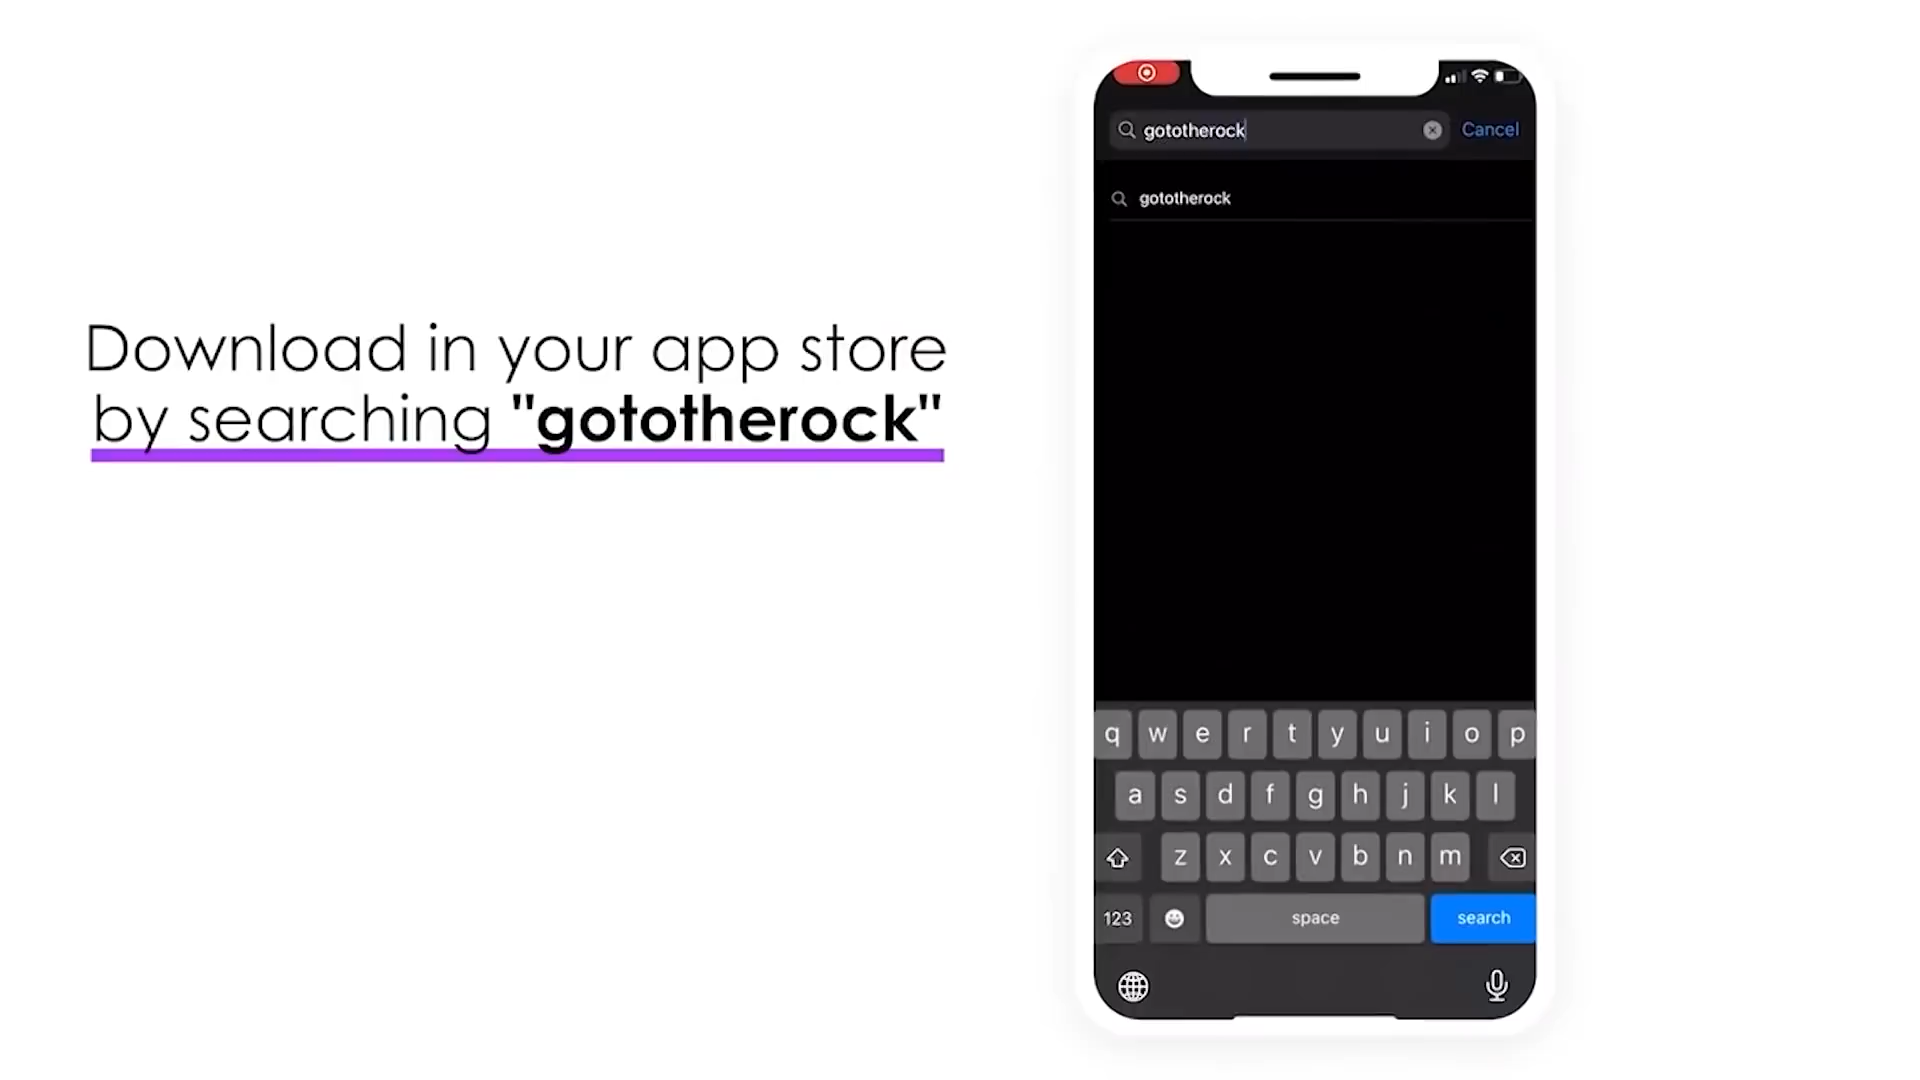 Download in your app store
by searching "gototherock"
gototherock
Cancel
gototherock
q w e r t y u i o p
a s d f g h j k l
z x c v b n m
123 space search